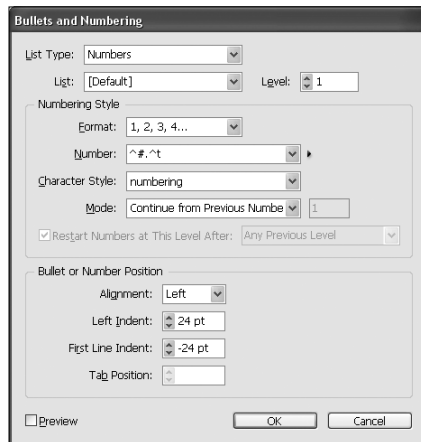 Bullets and Numbering
List Type: Numbers
List: [Default] Level: 1
Numbering Style
Format: 1, 2, 3, 4...
Number: ^#.^t
Character Style: numbering
Mode: Continue from Previous Numbe 1
Restart Numbers at This Level After: Any Previous Level
Bullet or Number Position
Alignment: Left
Left Indent: 24 pt
First Line Indent: -24 pt
Tab Position:
Preview OK Cancel